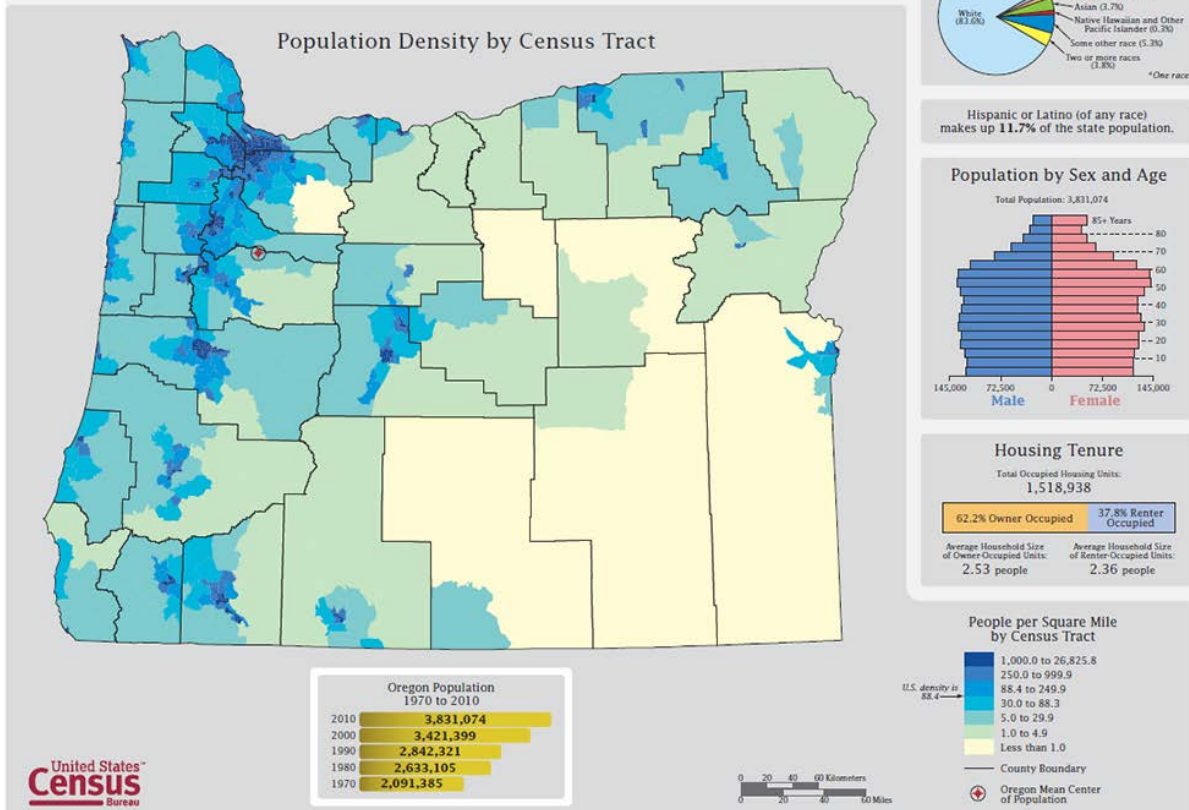 Population Density by Census Tract
White
(83.6%)
Asian (3.7%)
Native Hawaiian and Other
Pacific Islander (0.3%)
Some other race (5.3%)
Two or more races
(3.8%)
*One race
Hispanic or Latino (of any race)
makes up 11.7% of the state population.
Population by Sex and Age
Total Population: 3,831,074
85+ Years
80
70
60
50
40
30
20
10
145,000 72,500 0 72,500 145,000
Male Female
Housing Tenure
Total Occupied Housing Units:
1,518,938
62.2% Owner Occupied
37.8% Renter
Occupied
Average Household Size
of Owner-Occupied Units:
2.53 people
Average Household Size
of Renter-Occupied Units:
2.36 people
People per Square Mile
by Census Tract
1,000.0 to 26,825.8
250.0 to 999.9
88.4 to 249.9
30.0 to 88.3
5.0 to 29.9
1.0 to 4.9
Less than 1.0
U.S. density is
88.4
County Boundary
Oregon Mean Center
of Population
Oregon Population
1970 to 2010
2010 3,831,074
2000 3,421,399
1990 2,842,321
1980 2,633,105
1970 2,091,385
United States™
Census
Bureau
0 20 40 60 Kilometers
0 20 40 60 Miles